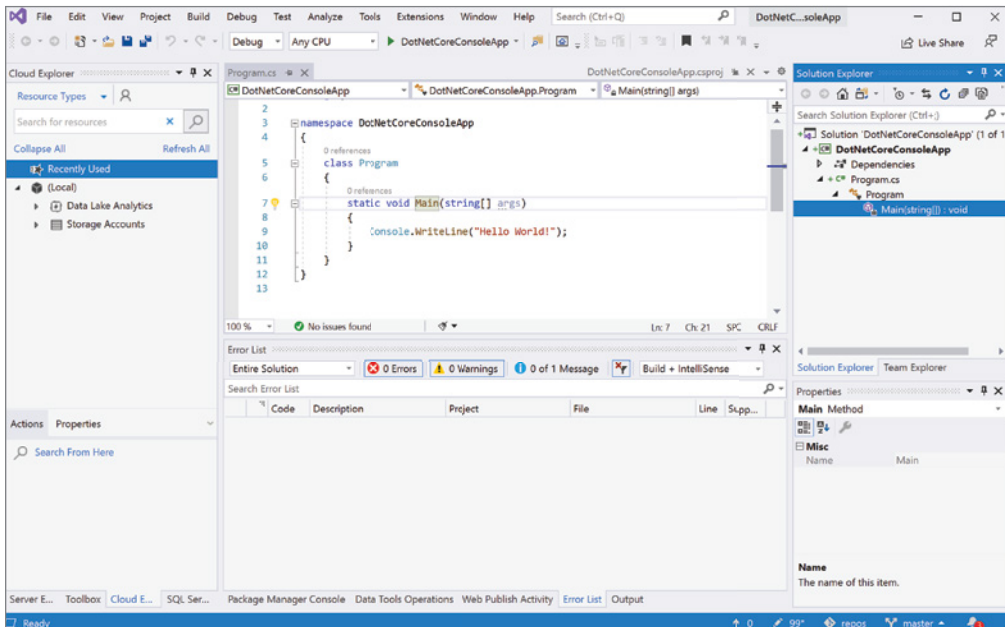 File Edit View Project Build Debug Test Analyze Tools Extensions Window Help Search (Ctrl+Q) DotNetC...soleApp
Debug Any CPU DotNetCoreConsoleApp Live Share
Cloud Explorer
Resource Types
Search for resources
Collapse All Refresh All
Recently Used
(Local)
Data Lake Analytics
Storage Accounts
Actions Properties
Search From Here
Server E... Toolbox Cloud E... SQL Ser...
Program.cs DotNetCoreConsoleApp.csproj
DotNetCoreConsoleApp DotNetCoreConsoleApp.Program Main(string[] args)
2
3 namespace DotNetCoreConsoleApp
4 {
0 references
5 class Program
6 {
0 references
7 static void Main(string[] args)
8 {
9 Console.WriteLine("Hello World!");
10 }
11 }
12 }
13
100 % No issues found Ln: 7 Ch: 21 SPC CRLF
Error List
Entire Solution 0 Errors 0 Warnings 0 of 1 Message Build + IntelliSense
Search Error List
Code Description Project File Line Supp...
Package Manager Console Data Tools Operations Web Publish Activity Error List Output
Solution Explorer
Search Solution Explorer (Ctrl+;)
Solution 'DotNetCoreConsoleApp' (1 of 1
DotNetCoreConsoleApp
Dependencies
C# Program.cs
Program
Main(string[]) : void
Solution Explorer Team Explorer
Properties
Main Method
Misc
Name Main
Name
The name of this item.
Ready 0 99+ repos master